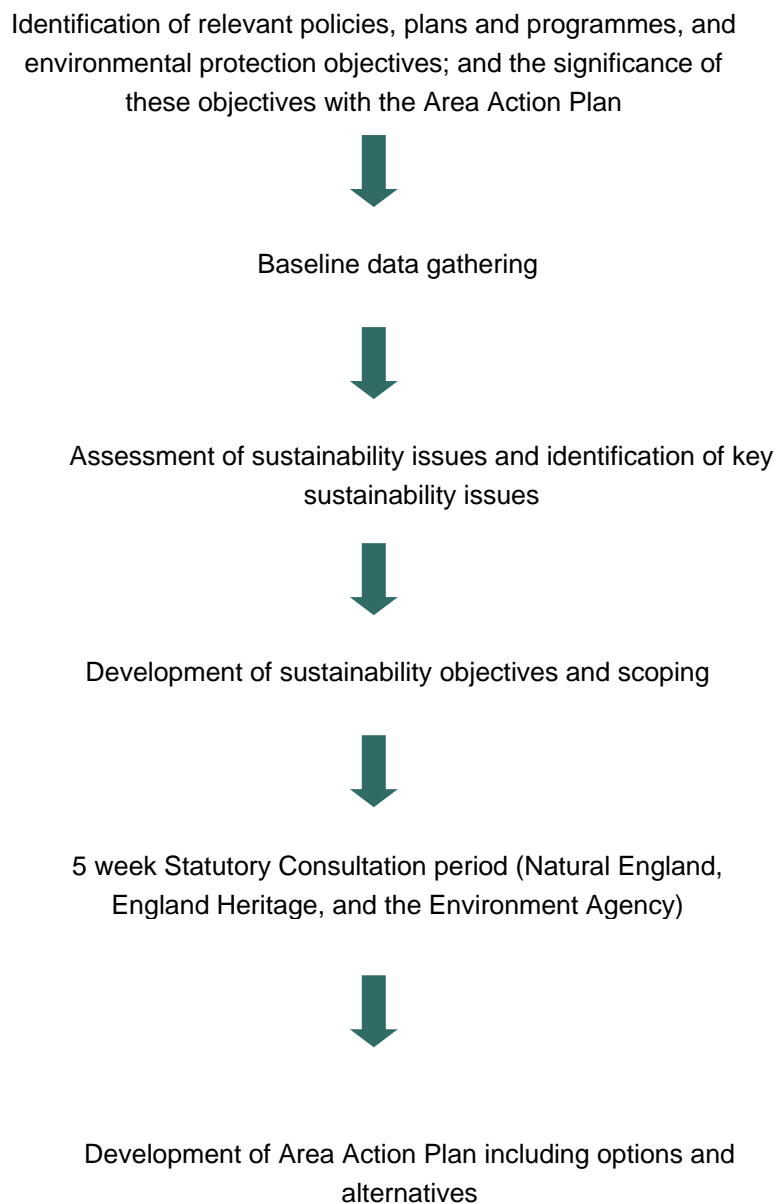 Identification of relevant policies, plans and programmes, and
environmental protection objectives; and the significance of
these objectives with the Area Action Plan
Baseline data gathering
Assessment of sustainability issues and identification of key
sustainability issues
Development of sustainability objectives and scoping
5 week Statutory Consultation period (Natural England,
England Heritage, and the Environment Agency)
Development of Area Action Plan including options and
alternatives